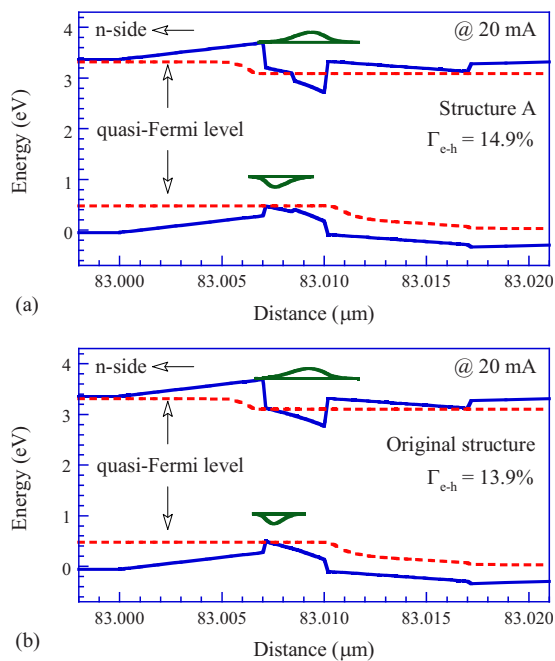 4
n-side
@ 20 mA
3
Energy (eV)
2
quasi-Fermi level
Structure A
Γe-h = 14.9%
1
0
83.000 83.005 83.010 83.015 83.020
(a)
Distance (μm)
4
n-side
@ 20 mA
3
Energy (eV)
2
quasi-Fermi level
Original structure
Γe-h = 13.9%
1
0
83.000 83.005 83.010 83.015 83.020
(b)
Distance (μm)